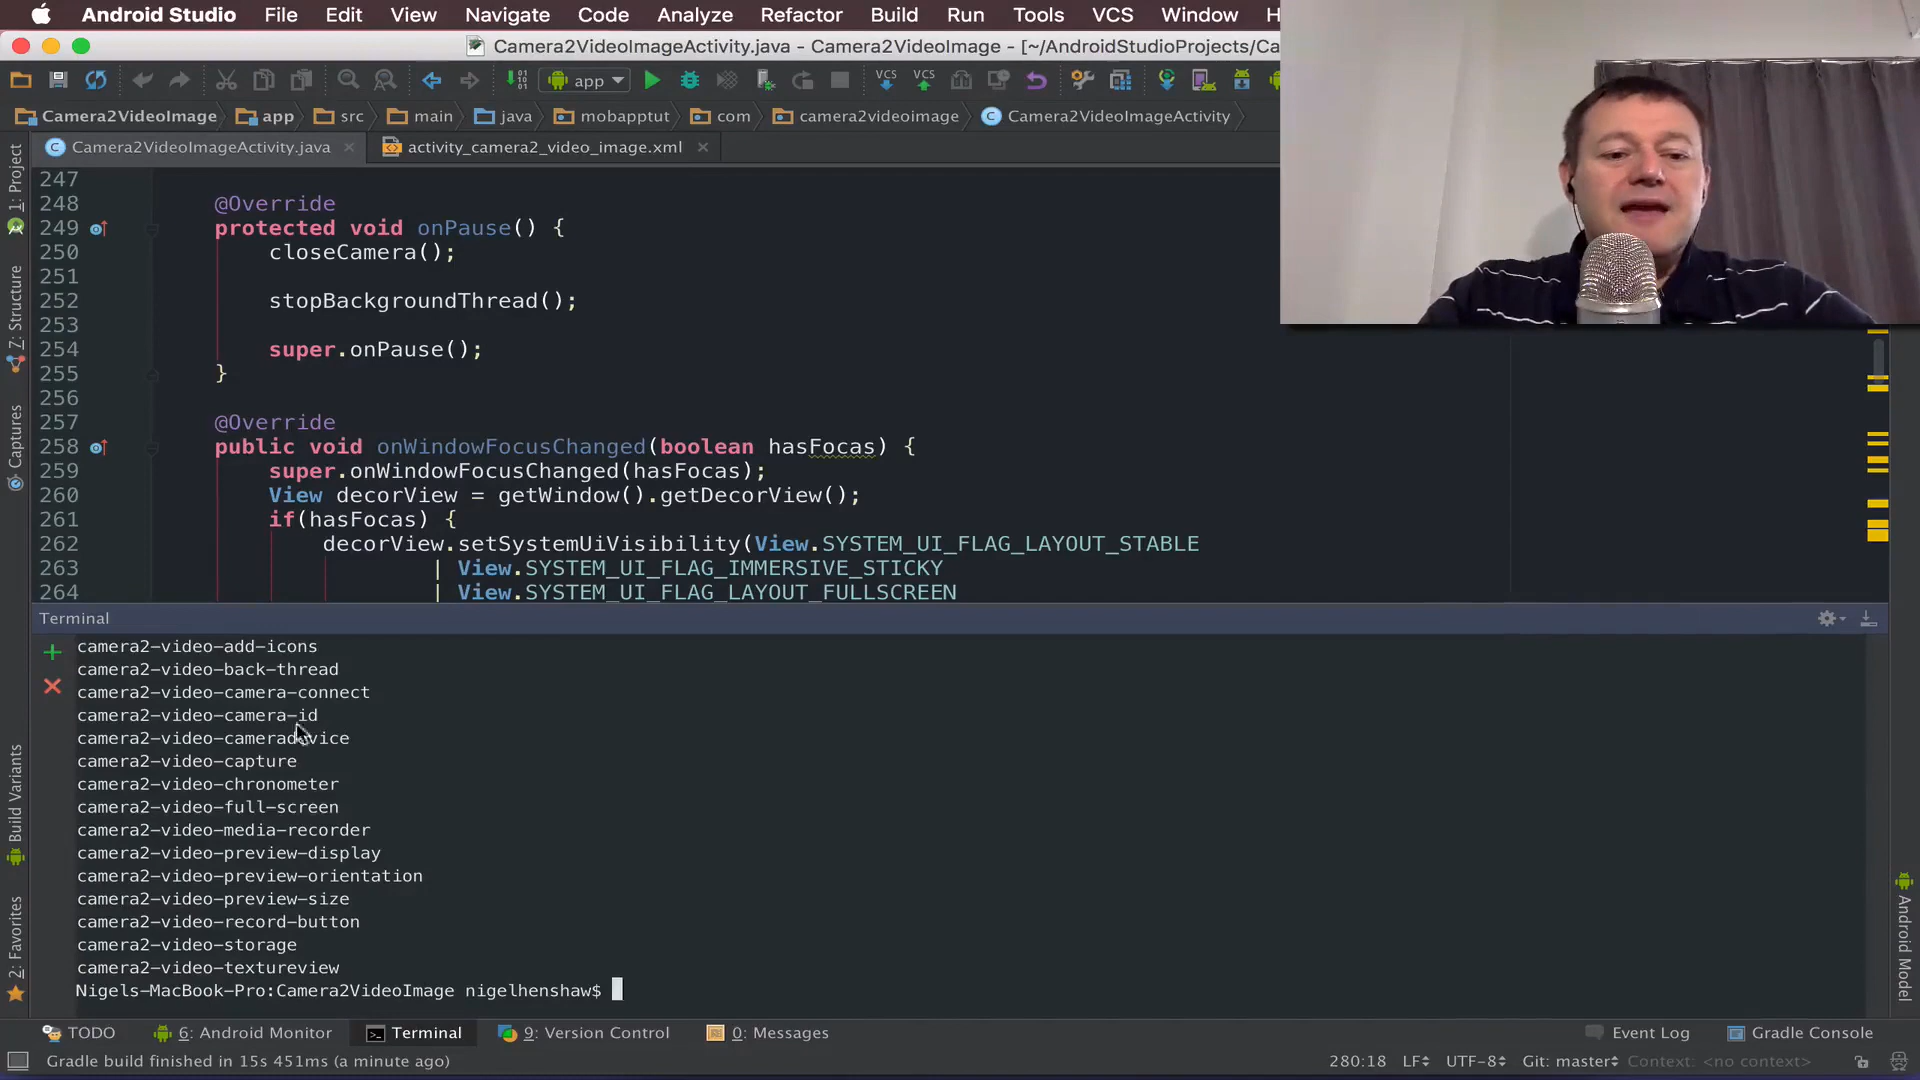 Android Studio File Edit View Navigate Code Analyze Refactor Build Run Tools VCS Window H
Camera2VideoImageActivity.java - Camera2VideoImage - [~/AndroidStudioProjects/Ca
app VCS VCS
Camera2VideoImage app src main java mobapptut com camera2videoimage Camera2VideoImageActivity
Camera2VideoImageActivity.java activity_camera2_video_image.xml
1: Project
Z: Structure
Captures
Build Variants
2: Favorites
247
248 @Override
249 protected void onPause() {
250 closeCamera();
251
252 stopBackgroundThread();
253
254 super.onPause();
255 }
256
257 @Override
258 public void onWindowFocusChanged(boolean hasFocas) {
259 super.onWindowFocusChanged(hasFocas);
260 View decorView = getWindow().getDecorView();
261 if(hasFocas) {
262 decorView.setSystemUiVisibility(View.SYSTEM_UI_FLAG_LAYOUT_STABLE
263 | View.SYSTEM_UI_FLAG_IMMERSIVE_STICKY
264 | View.SYSTEM_UI_FLAG_LAYOUT_FULLSCREEN
Terminal
camera2-video-add-icons
camera2-video-back-thread
camera2-video-camera-connect
camera2-video-camera-id
camera2-video-camerad vice
camera2-video-capture
camera2-video-chronometer
camera2-video-full-screen
camera2-video-media-recorder
camera2-video-preview-display
camera2-video-preview-orientation
camera2-video-preview-size
camera2-video-record-button
camera2-video-storage
camera2-video-textureview
Nigels-MacBook-Pro:Camera2VideoImage nigelhenshaw$
Android Model
TODO 6: Android Monitor Terminal 9: Version Control 0: Messages Event Log Gradle Console
Gradle build finished in 15s 451ms (a minute ago) 280:18 LF UTF-8 Git: master Context: <no context>